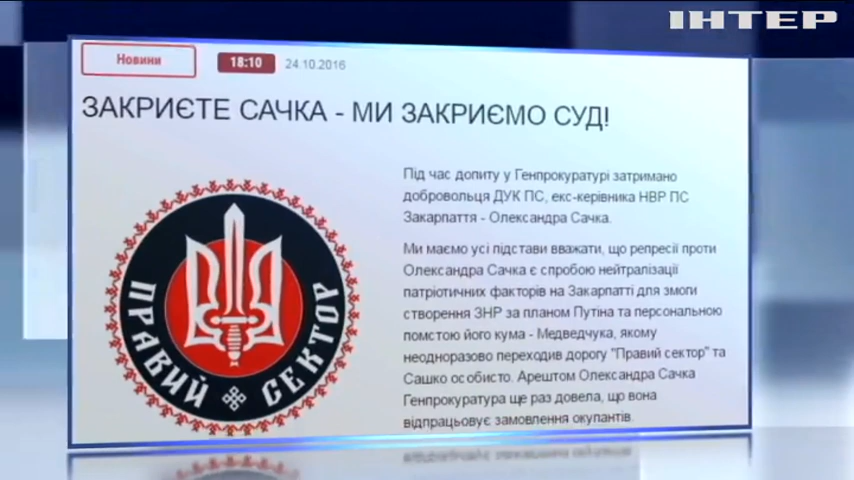 ІНТЕР
Новини
18:10
24.10.2016
ЗАКРИЄТЕ САЧКА - МИ ЗАКРИЄМО СУД!
Під час допиту у Генпрокуратурі затримано
добровольця ДУК ПС, екс-керівника НВР ПС
Закарпаття - Олександра Сачка.
Ми маємо усі підстави вважати, що репресії проти
Олександра Сачка є спробою нейтралізації
патріотичних факторів на Закарпатті для змоги
створення ЗНР за планом Путіна та персональною
помстою його кума - Медведчука, якому
неодноразово переходив дорогу "Правий сектор" та
Сашко особисто. Арештом Олександра Сачка
Генпрокуратура ще раз довела, що вона
відпрацьовує замовлення окупантів.
ПРАВИЙ СЕКТОР